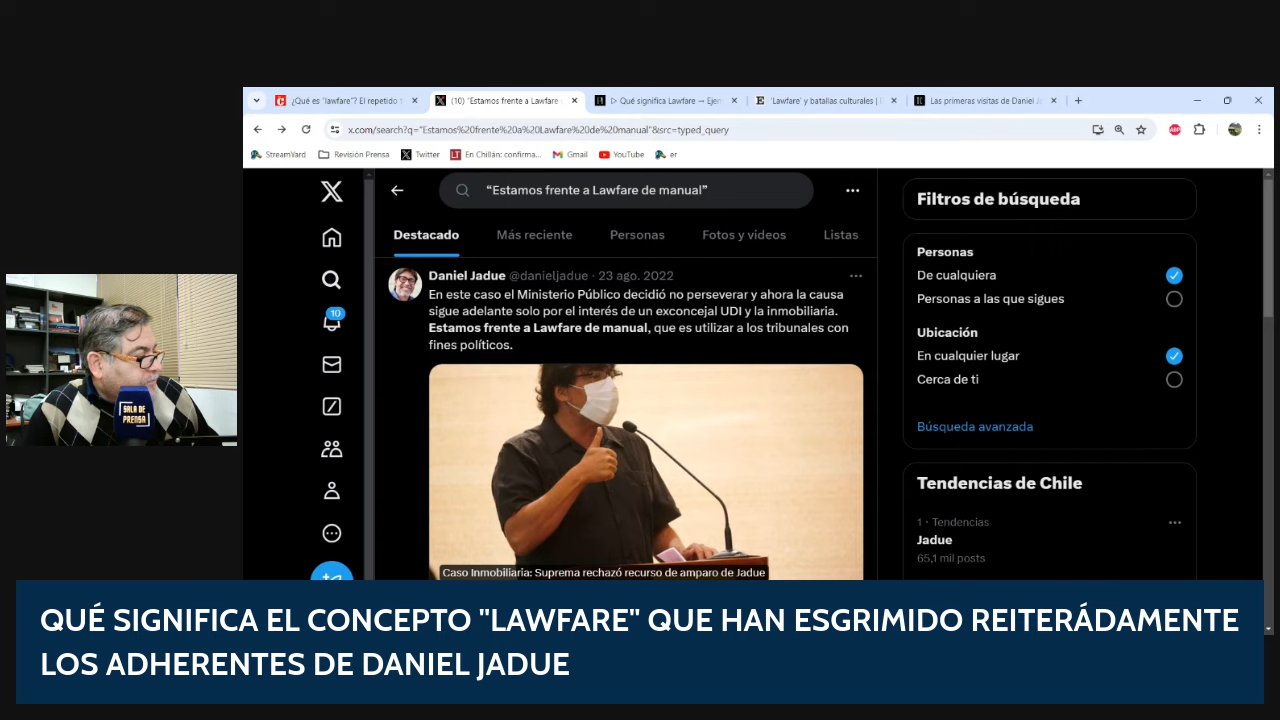 ¿Qué es "lawfare"? El repetido
(10) "Estamos frente a Lawfare
▷ Qué significa Lawfare → Ejen
'Lawfare' y batallas culturales |
Las primeras visitas de Daniel Ja
x.com/search?q="Estamos%20frente%20a%20Lawfare%20de%20manual"&src=typed_query
ABP
StreamYard
Revisión Prensa
Twitter
LT
En Chillán: confirma...
Gmail
YouTube
er
"Estamos frente a Lawfare de manual"
Destacado
Más reciente
Personas
Fotos y videos
Listas
10
Daniel Jadue @danieljadue · 23 ago. 2022
En este caso el Ministerio Público decidió no perseverar y ahora la causa
sigue adelante solo por el interés de un exconcejal UDI y la inmobiliaria.
Estamos frente a Lawfare de manual, que es utilizar a los tribunales con
fines políticos.
Caso Inmobiliaria: Suprema rechazó recurso de amparo de Jadue
Filtros de búsqueda
Personas
De cualquiera
Personas a las que sigues
Ubicación
En cualquier lugar
Cerca de ti
Búsqueda avanzada
Tendencias de Chile
1 · Tendencias
Jadue
65,1 mil posts
SALA DE
PRENSA
QUÉ SIGNIFICA EL CONCEPTO "LAWFARE" QUE HAN ESGRIMIDO REITERÁDAMENTE
LOS ADHERENTES DE DANIEL JADUE